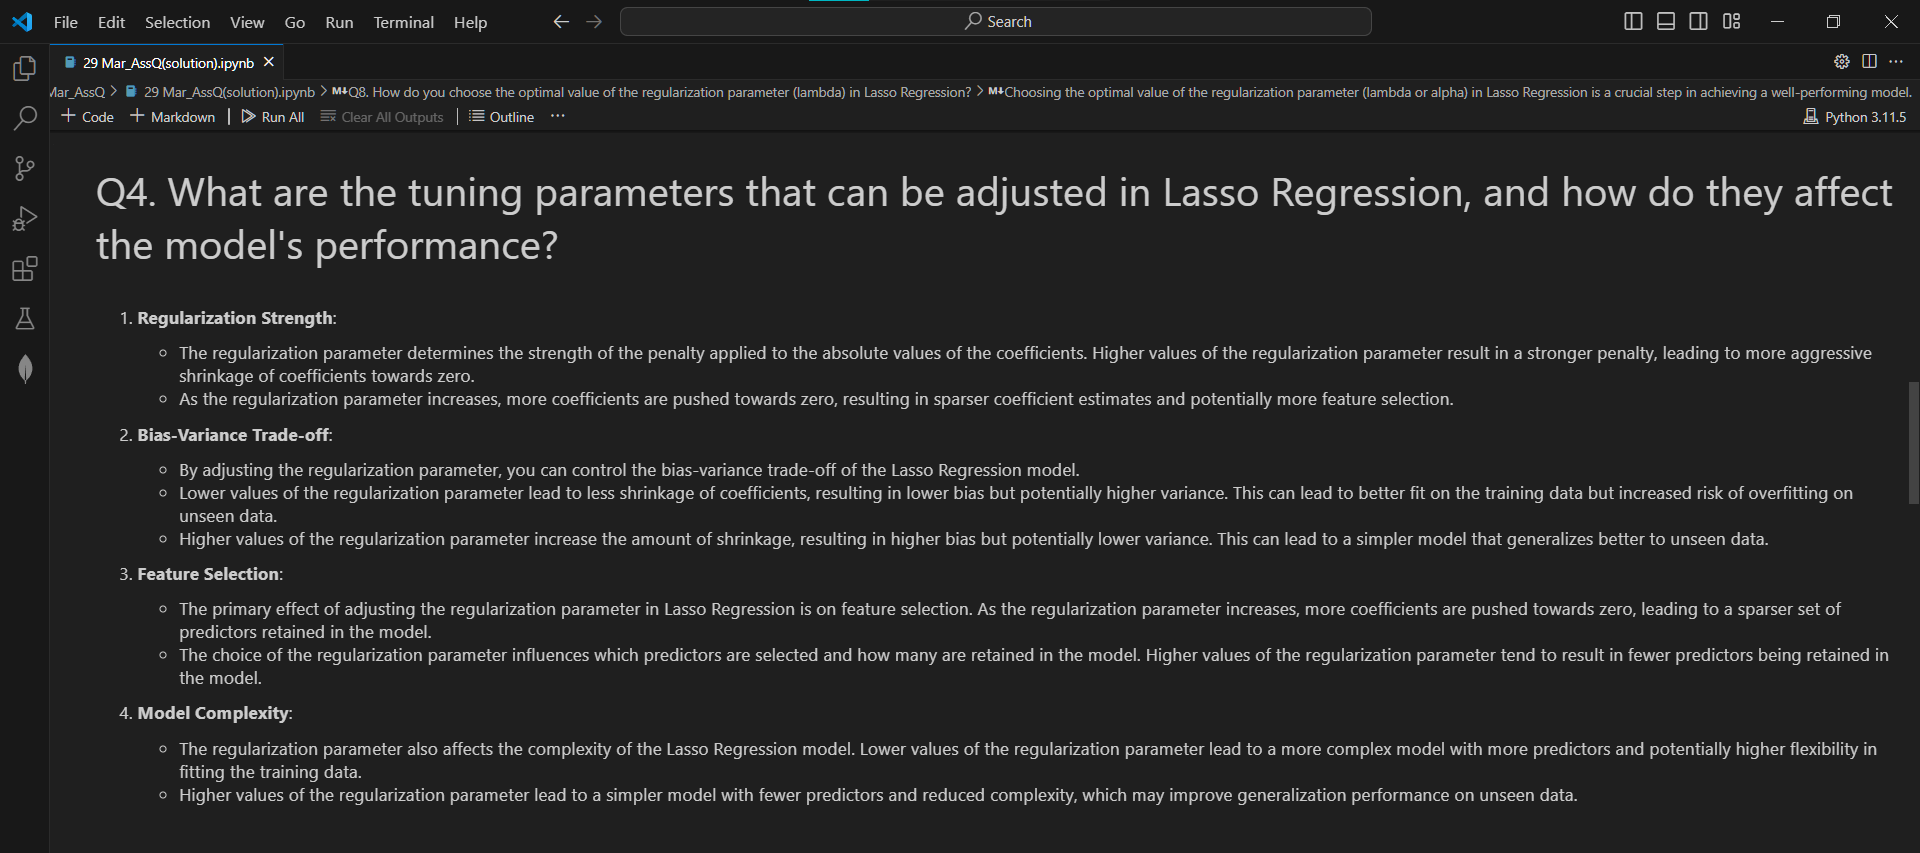 File Edit Selection View Go Run Terminal Help Search
29 Mar_AssQ(solution).ipynb
Mar_AssQ > 29 Mar_AssQ(solution).ipynb > M↓Q8. How do you choose the optimal value of the regularization parameter (lambda) in Lasso Regression? > M↓Choosing the optimal value of the regularization parameter (lambda or alpha) in Lasso Regression is a crucial step in achieving a well-performing model.
+ Code + Markdown | Run All Clear All Outputs | Outline ... Python 3.11.5
Q4. What are the tuning parameters that can be adjusted in Lasso Regression, and how do they affect
the model's performance?
1. Regularization Strength:
The regularization parameter determines the strength of the penalty applied to the absolute values of the coefficients. Higher values of the regularization parameter result in a stronger penalty, leading to more aggressive
shrinkage of coefficients towards zero.
As the regularization parameter increases, more coefficients are pushed towards zero, resulting in sparser coefficient estimates and potentially more feature selection.
2. Bias-Variance Trade-off:
By adjusting the regularization parameter, you can control the bias-variance trade-off of the Lasso Regression model.
Lower values of the regularization parameter lead to less shrinkage of coefficients, resulting in lower bias but potentially higher variance. This can lead to better fit on the training data but increased risk of overfitting on
unseen data.
Higher values of the regularization parameter increase the amount of shrinkage, resulting in higher bias but potentially lower variance. This can lead to a simpler model that generalizes better to unseen data.
3. Feature Selection:
The primary effect of adjusting the regularization parameter in Lasso Regression is on feature selection. As the regularization parameter increases, more coefficients are pushed towards zero, leading to a sparser set of
predictors retained in the model.
The choice of the regularization parameter influences which predictors are selected and how many are retained in the model. Higher values of the regularization parameter tend to result in fewer predictors being retained in
the model.
4. Model Complexity:
The regularization parameter also affects the complexity of the Lasso Regression model. Lower values of the regularization parameter lead to a more complex model with more predictors and potentially higher flexibility in
fitting the training data.
Higher values of the regularization parameter lead to a simpler model with fewer predictors and reduced complexity, which may improve generalization performance on unseen data.